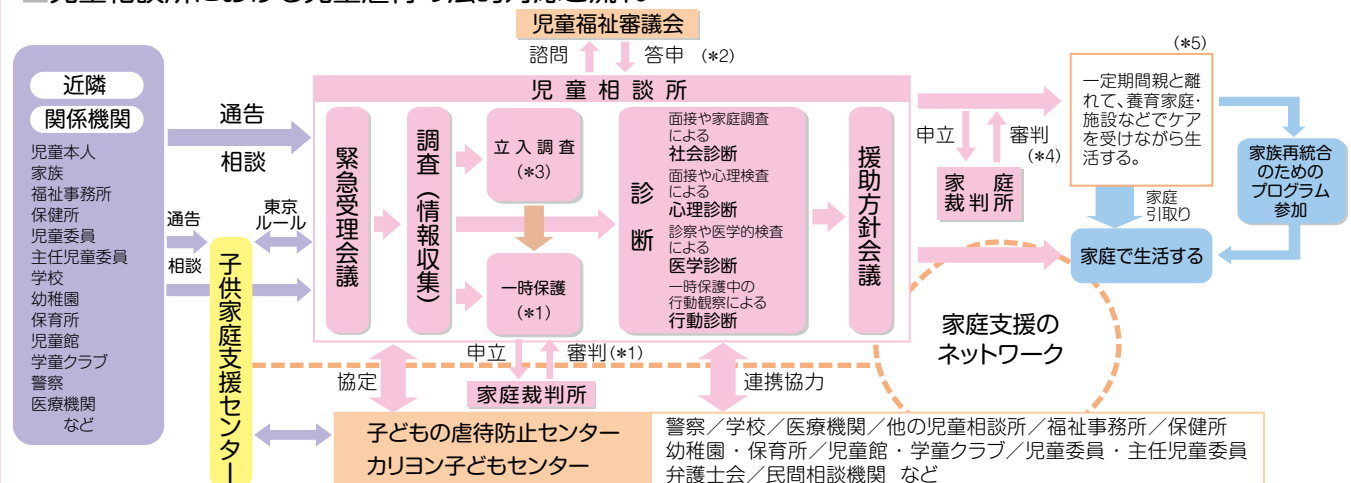 児童福祉審議会
諮問
答申 (*2)
近隣
関係機関
児童本人
家族
福祉事務所
保健所
児童委員
主任児童委員
学校
幼稚園
保育所
児童館
学童クラブ
警察
医療機関
など
通告
相談
通告
相談
東京
ルール
子供家庭支援センター
児童相談所
緊急受理会議
調査（情報収集）
立入調査
(*3)
一時保護
(*1)
診断
面接や家庭調査
による
社会診断
面接や心理検査
による
心理診断
診察や医学的検査
による
医学診断
一時保護中の
行動観察による
行動診断
援助方針会議
申立
審判
(*4)
家庭
裁判所
(*5)
一定期間親と離
れて、養育家庭・
施設などでケア
を受けながら生
活する。
家庭
引取り
家族再統合
のための
プログラム
参加
家庭で生活する
家庭支援の
ネットワーク
申立
審判(*1)
家庭裁判所
協定
連携協力
子どもの虐待防止センター
カリヨン子どもセンター
警察／学校／医療機関／他の児童相談所／福祉事務所／保健所
幼稚園・保育所／児童館・学童クラブ／児童委員・主任児童委員
弁護士会／民間相談機関 など